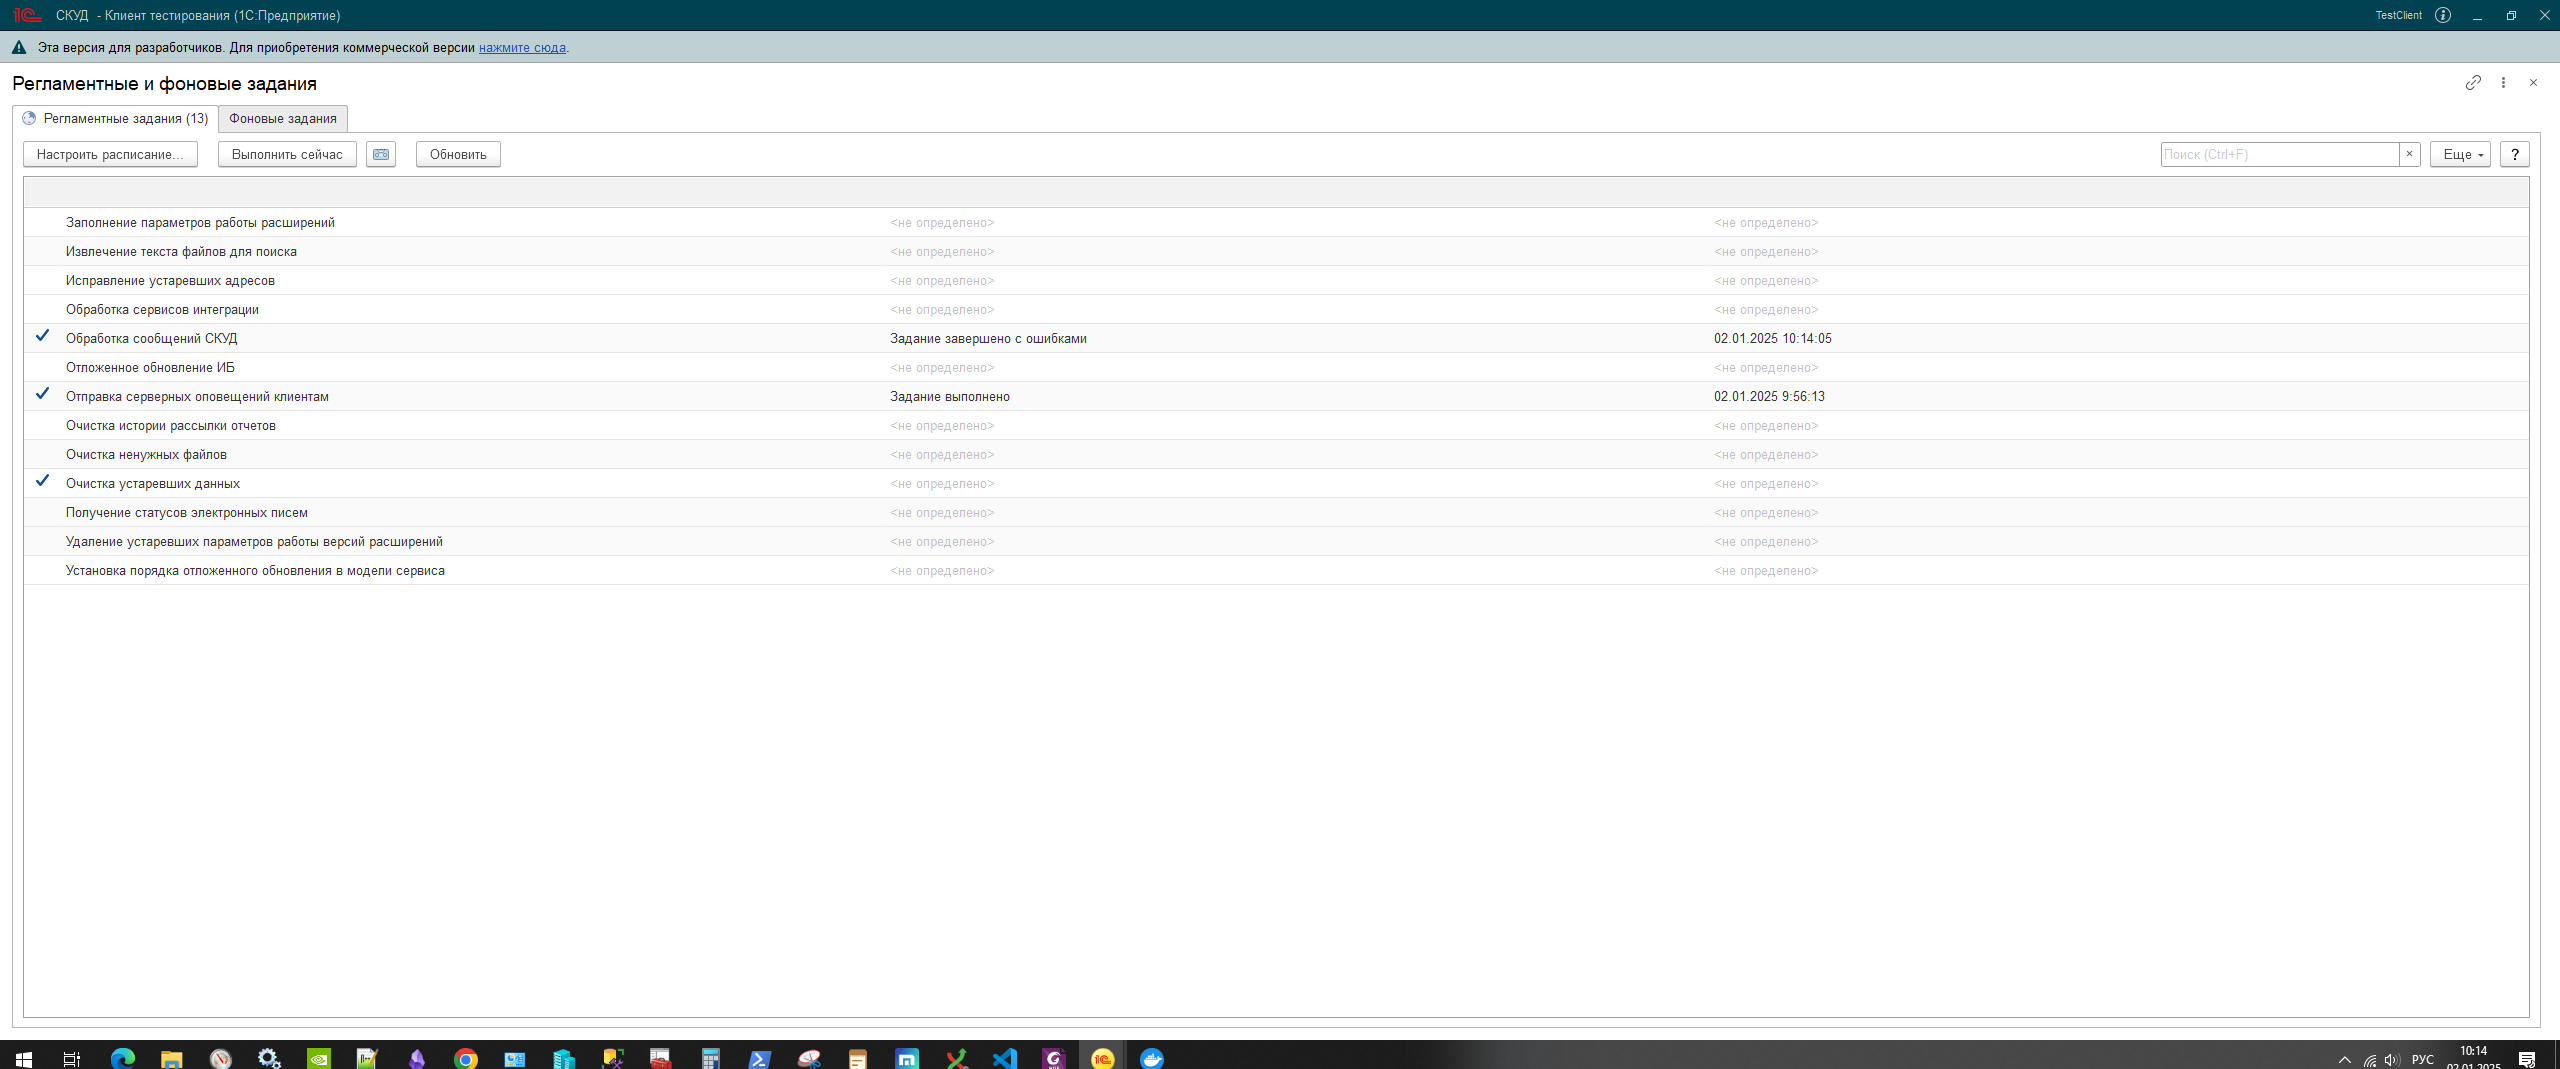 СКУД - Клиент тестирования (1С:Предприятие) TestClient
Эта версия для разработчиков. Для приобретения коммерческой версии нажмите сюда.
Регламентные и фоновые задания
Регламентные задания (13) Фоновые задания
Настроить расписание... Выполнить сейчас Обновить Поиск (Ctrl+F) × Еще ?
Заполнение параметров работы расширений <не определено> <не определено>
Извлечение текста файлов для поиска <не определено> <не определено>
Исправление устаревших адресов <не определено> <не определено>
Обработка сервисов интеграции <не определено> <не определено>
Обработка сообщений СКУД Задание завершено с ошибками 02.01.2025 10:14:05
Отложенное обновление ИБ <не определено> <не определено>
Отправка серверных оповещений клиентам Задание выполнено 02.01.2025 9:56:13
Очистка истории рассылки отчетов <не определено> <не определено>
Очистка ненужных файлов <не определено> <не определено>
Очистка устаревших данных <не определено> <не определено>
Получение статусов электронных писем <не определено> <не определено>
Удаление устаревших параметров работы версий расширений <не определено> <не определено>
Установка порядка отложенного обновления в модели сервиса <не определено> <не определено>
РУС 10:14
02.01.2025